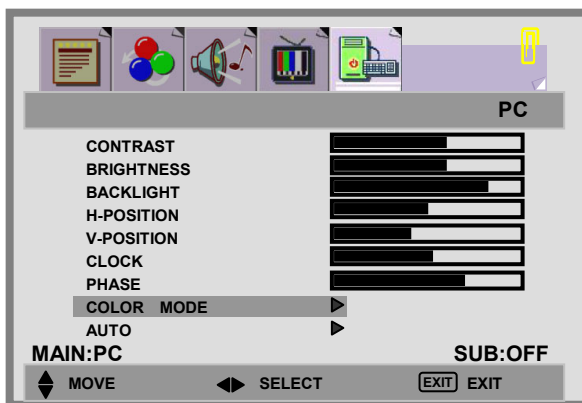 PC
CONTRAST
BRIGHTNESS
BACKLIGHT
H-POSITION
V-POSITION
CLOCK
PHASE
COLOR MODE
AUTO
MAIN:PC SUB:OFF
MOVE SELECT EXIT EXIT